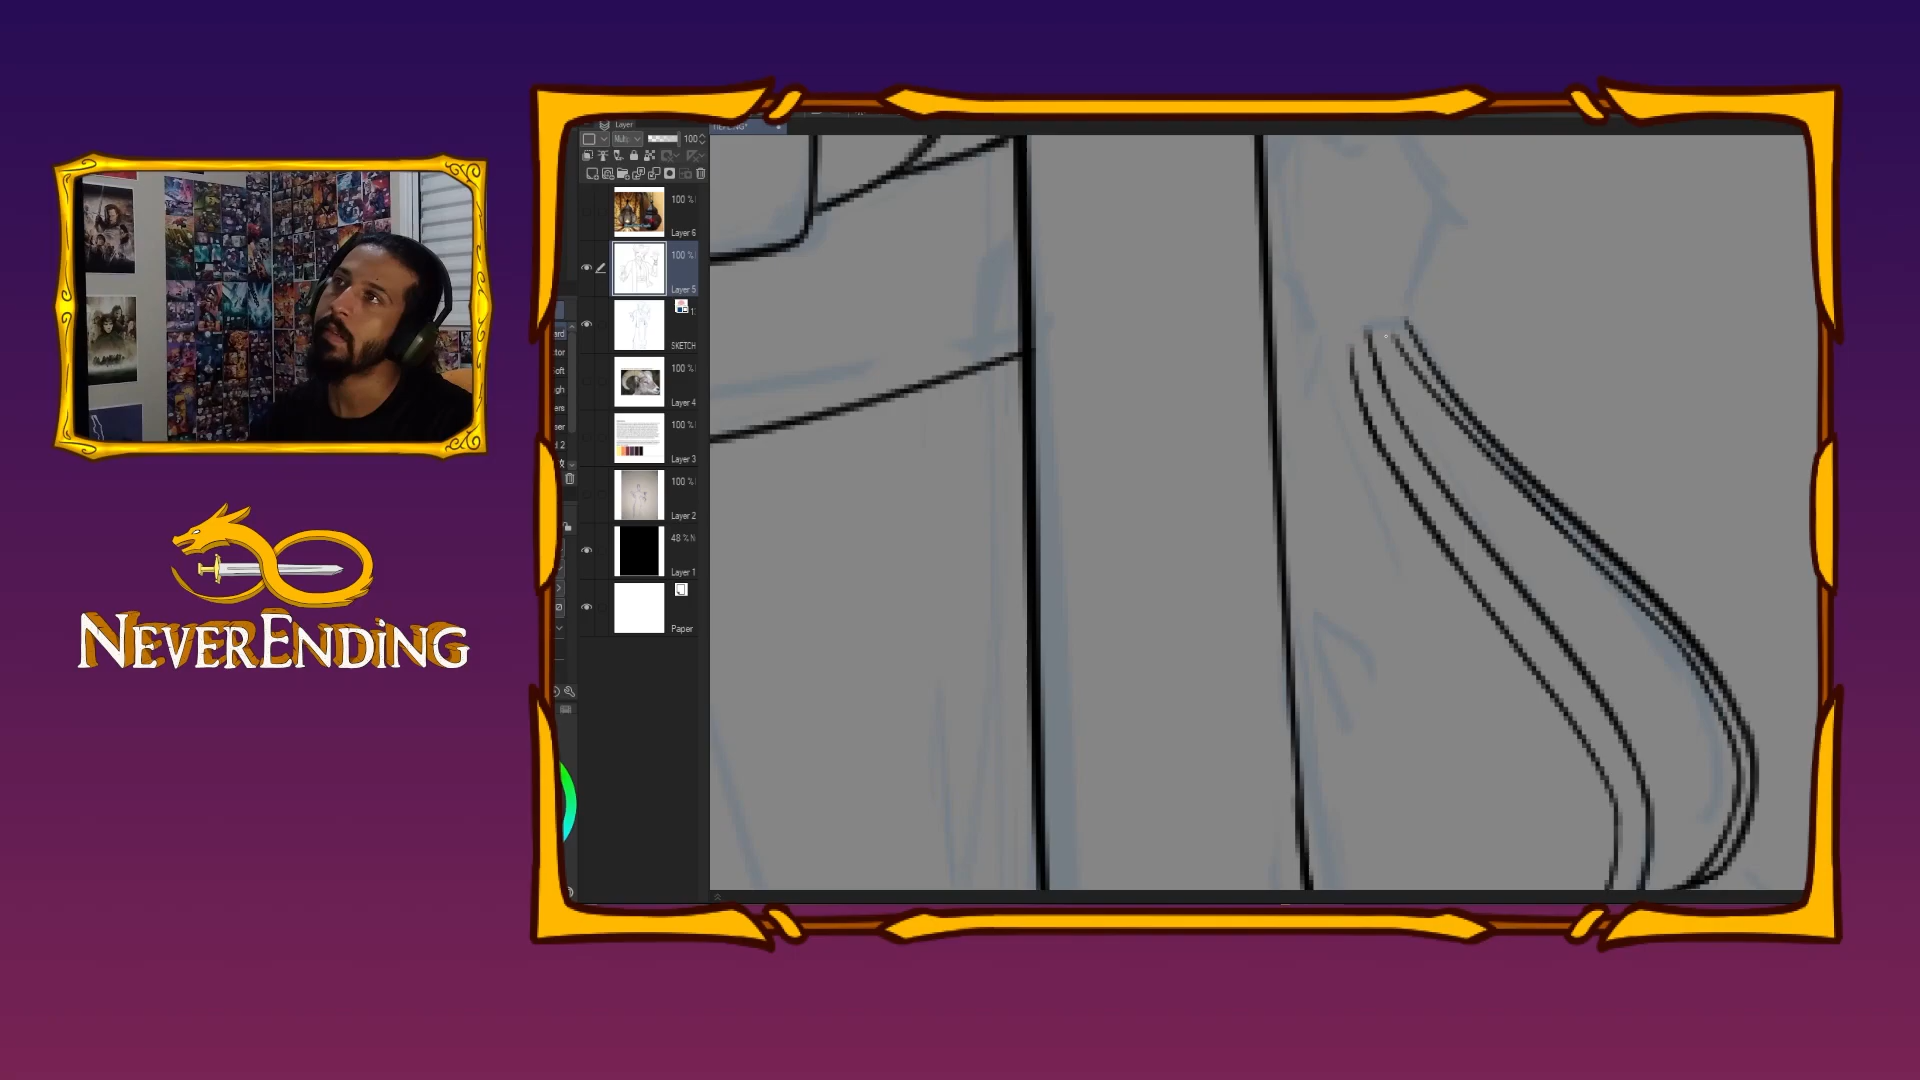 Layer
100
100 %
Layer 6
100 %
Layer 5
SKETCH
100 %
Layer 4
100 %
Layer 3
100 %
Layer 2
48 %
Layer 1
Paper
NEVERENDiNG